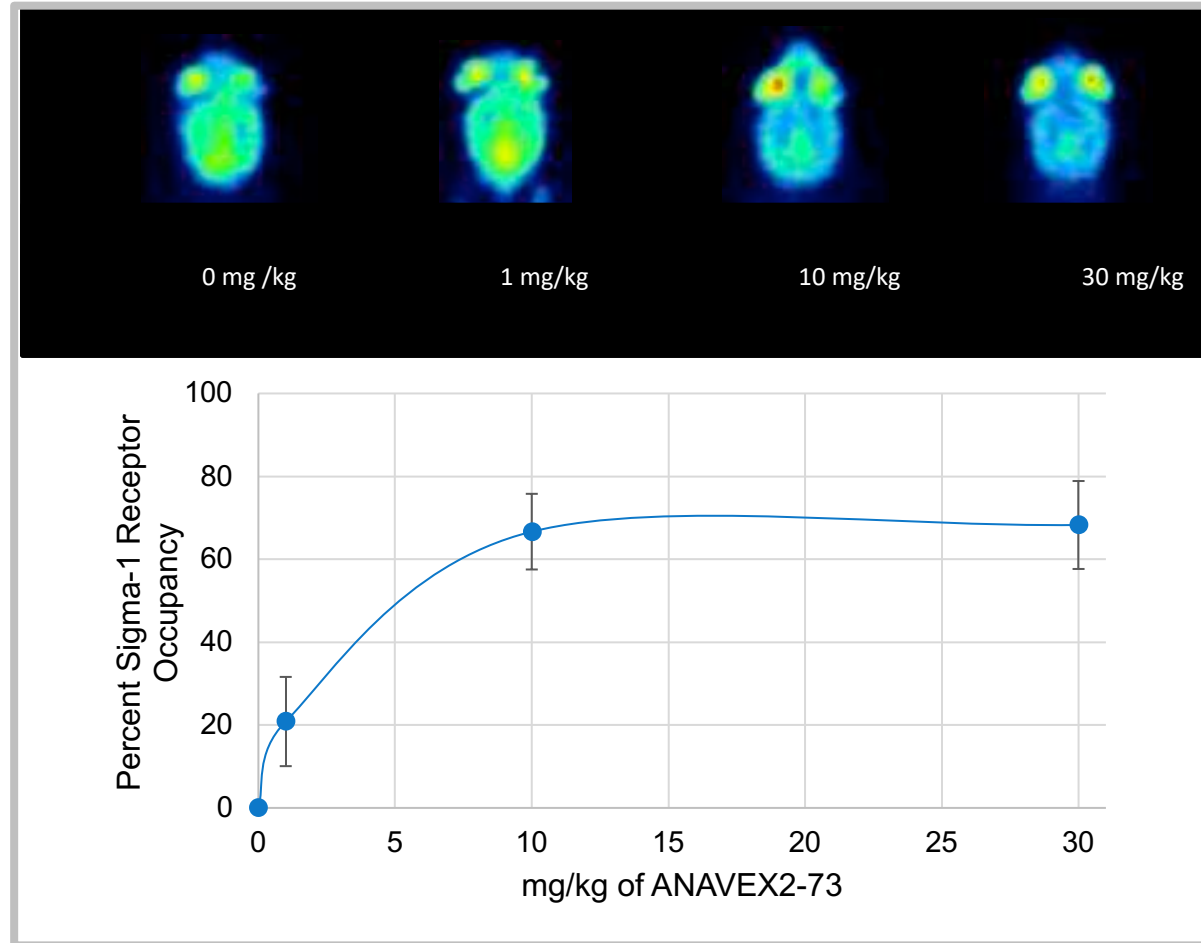 0 mg /kg
1 mg/kg
10 mg/kg
30 mg/kg
Percent Sigma-1 Receptor
Occupancy
100
80
60
40
20
0
0 5 10 15 20 25 30
mg/kg of ANAVEX2-73